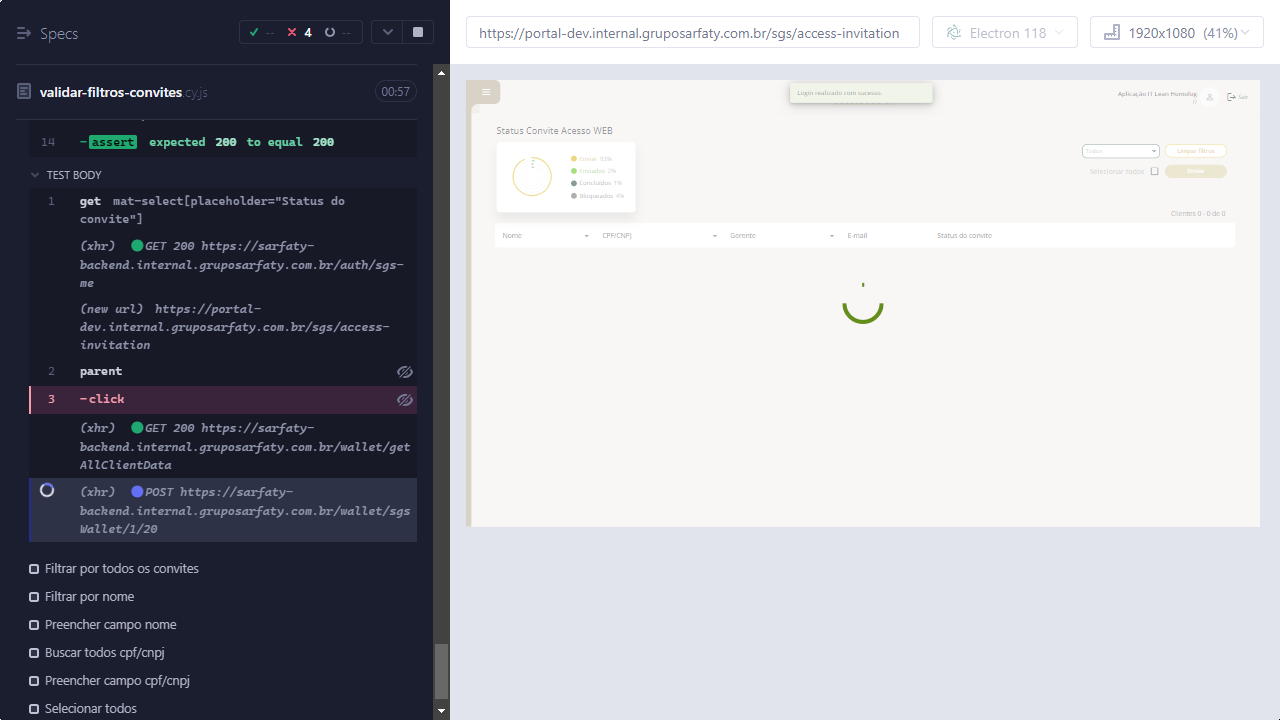 Specs
--
4
--
validar-filtros-convites.cy.js
00:57
14 -assert expected 200 to equal 200
TEST BODY
1 get mat-select[placeholder="Status do
convite"]
(xhr) GET 200 https://sarfaty-
backend.internal.gruposarfaty.com.br/auth/sgs-
me
(new url) https://portal-
dev.internal.gruposarfaty.com.br/sgs/access-
invitation
2 parent
3 -click
(xhr) GET 200 https://sarfaty-
backend.internal.gruposarfaty.com.br/wallet/get
AllClientData
(xhr) POST https://sarfaty-
backend.internal.gruposarfaty.com.br/wallet/sgs
Wallet/1/20
Filtrar por todos os convites
Filtrar por nome
Preencher campo nome
Buscar todos cpf/cnpj
Preencher campo cpf/cnpj
Selecionar todos
https://portal-dev.internal.gruposarfaty.com.br/sgs/access-invitation
Electron 118
1920x1080 (41%)
Login realizado com sucesso.
Aplicação IT Lean Homolog
Sair
Status Convite Acesso WEB
Enviar 93%
Enviados 2%
Concluídos 1%
Bloqueados 4%
Todos
Limpar filtros
Selecionar todos
Enviar
Clientes 0 - 0 de 0
Nome CPF/CNPJ Gerente E-mail Status do convite